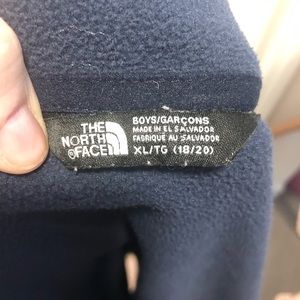 THE
NORTH
FACE
BOYS/GARÇONS
MADE IN EL SALVADOR
FABRIQUÉ AU SALVADOR
XL/TG (18/20)